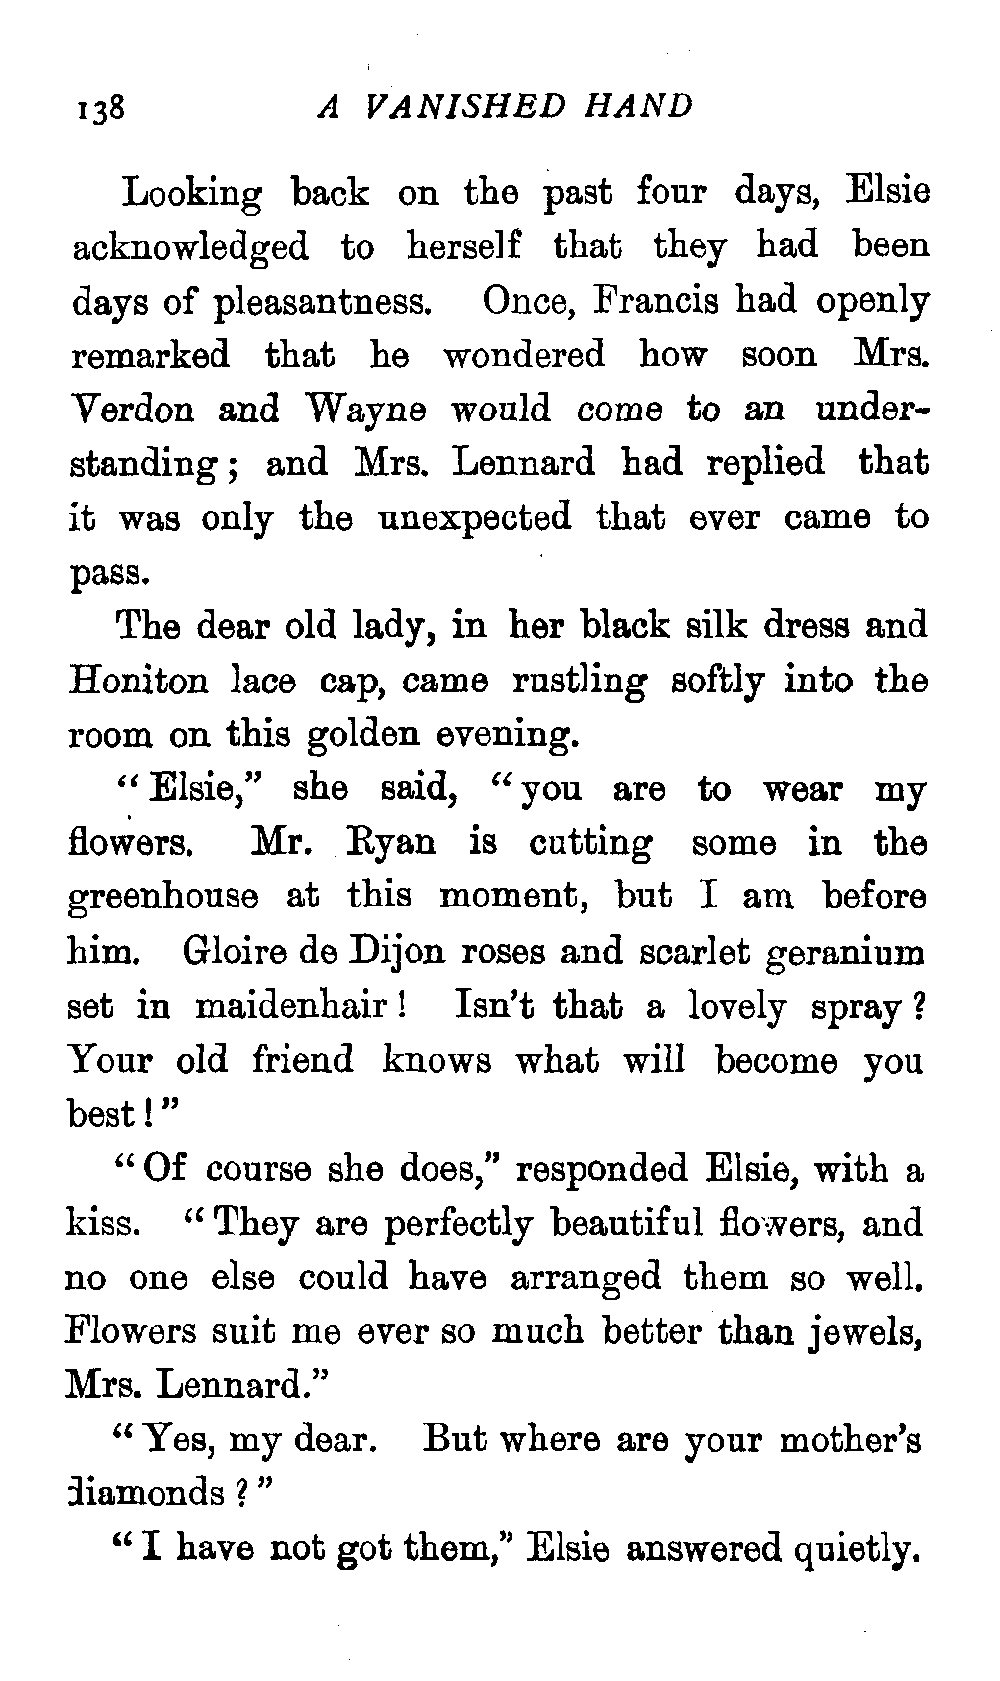 138 A VANISHED HAND
Looking back on the past four days, Elsie
acknowledged to herself that they had been
days of pleasantness. Once, Francis had openly
remarked that he wondered how soon Mrs.
Verdon and Wayne would come to an under-
standing; and Mrs. Lennard had replied that
it was only the unexpected that ever came to
pass.
The dear old lady, in her black silk dress and
Honiton lace cap, came rustling softly into the
room on this golden evening.
"Elsie," she said, "you are to wear my
flowers. Mr. Ryan is cutting some in the
greenhouse at this moment, but I am before
him. Gloire de Dijon roses and scarlet geranium
set in maidenhair! Isn't that a lovely spray?
Your old friend knows what will become you
best!"
"Of course she does," responded Elsie, with a
kiss. "They are perfectly beautiful flowers, and
no one else could have arranged them so well.
Flowers suit me ever so much better than jewels,
Mrs. Lennard."
"Yes, my dear. But where are your mother's
diamonds?"
"I have not got them," Elsie answered quietly.